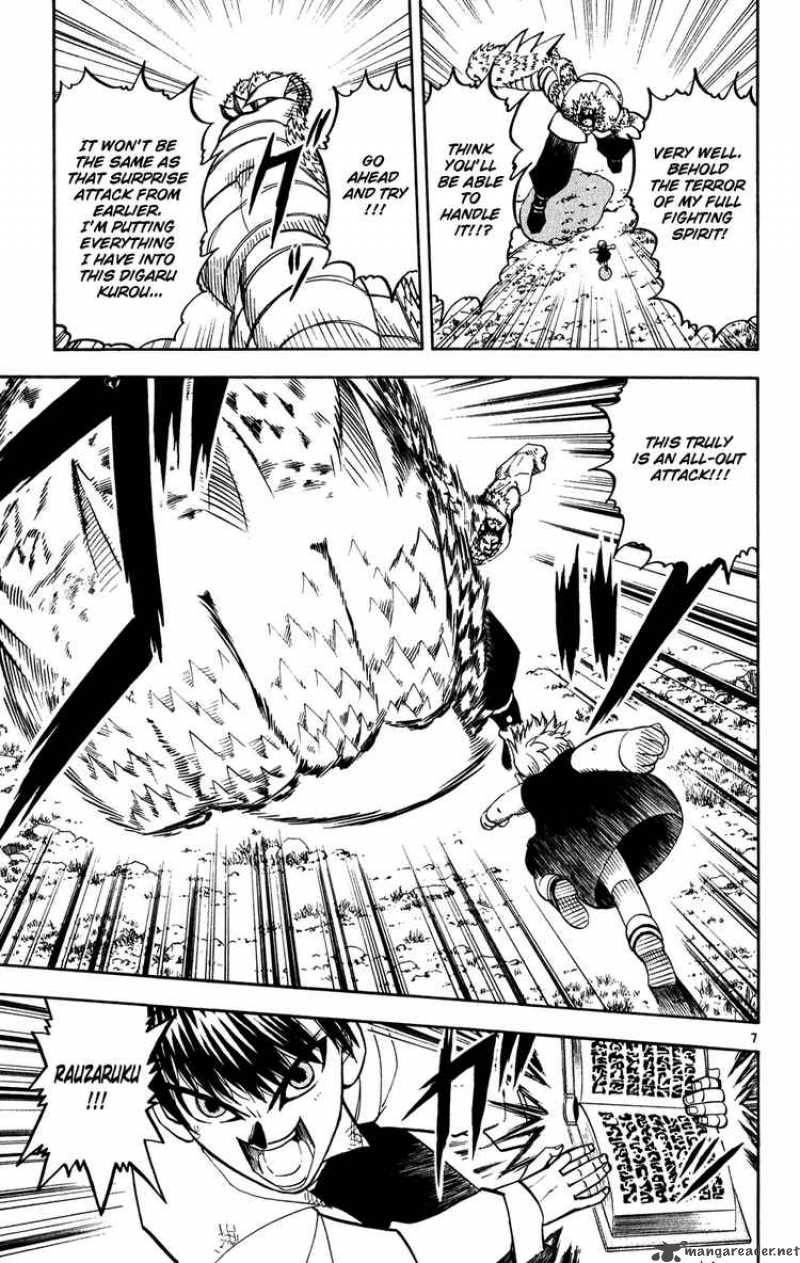 VERY WELL.
BEHOLD
THE TERROR
OF MY FULL
FIGHTING
SPIRIT!
THINK
YOU'LL
BE ABLE
TO
HANDLE
IT!!?
GO
AHEAD
AND TRY
!!!
IT WON'T BE
THE SAME AS
THAT SURPRISE
ATTACK FROM
EARLIER.
I'M PUTTING
EVERYTHING
I HAVE INTO
THIS DIGARU
KUROU...
THIS TRULY
IS AN ALL-OUT
ATTACK!!!
7
RAUZARUKU
!!!
mangareader.net